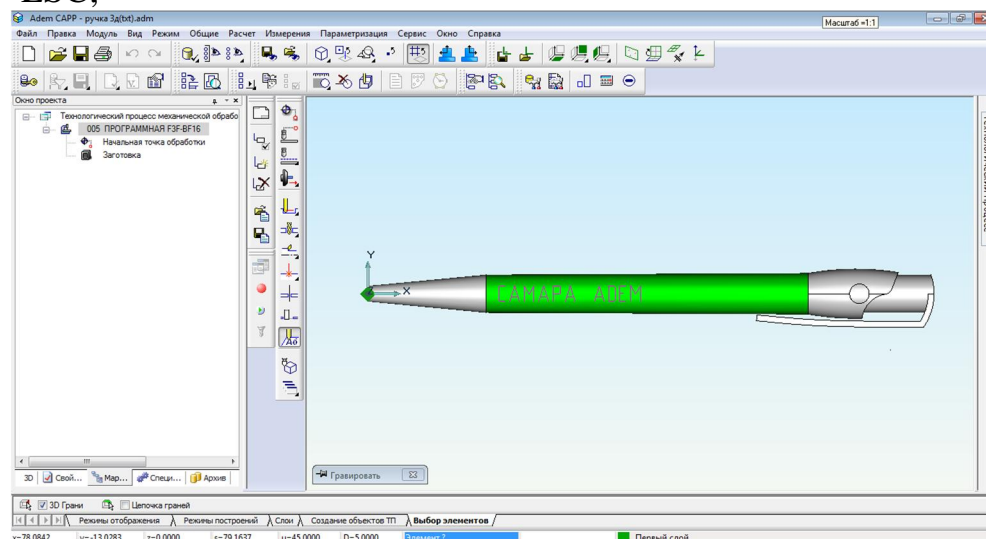 ESC,
Adem CAPP - ручка 3д(txt).adm
Масштаб =1:1
Файл Правка Модуль Вид Режим Общие Расчет Измерения Параметризация Сервис Окно Справка
Окно проекта
Технологический процесс механической обрабо
005 ПРОГРАММНАЯ F3F-BF16
Начальная точка обработки
Заготовка
Y
X
САМАРА ADEM
Гравировать
3D Свой... Мар... Специ... Архив
3D Грани Цепочка граней
Режимы отображения Режимы построений Слои Создание объектов ТП Выбор элементов
x=78.0842 y=-13.0283 z=0.0000 r=79.1637 u=45.0000 D=5.0000 Элемент ? Первый слой